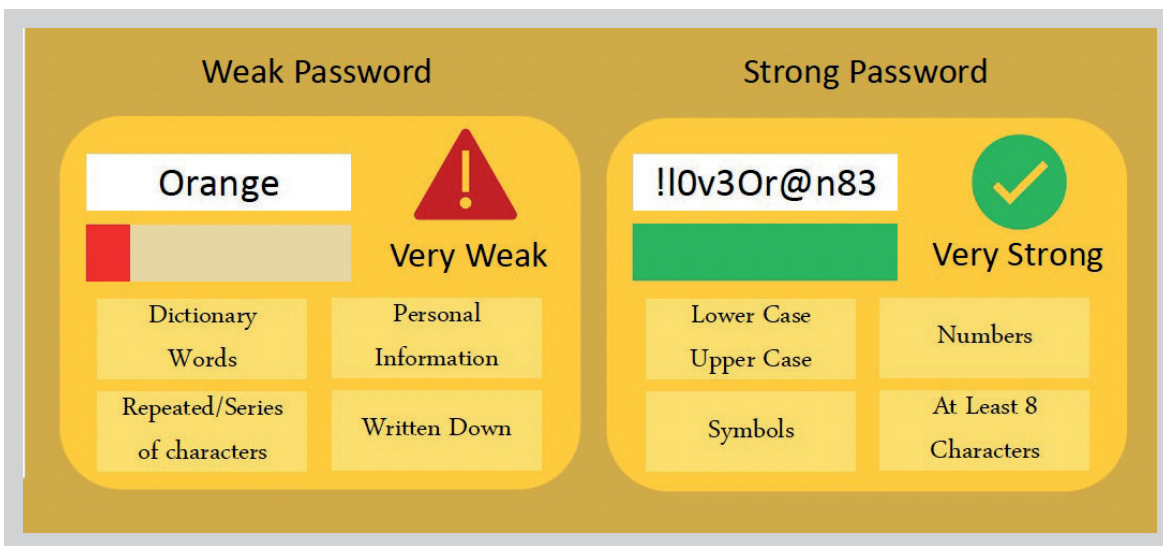 Weak Password
Orange
Very Weak
Dictionary
Words
Personal
Information
Repeated/Series
of characters
Written Down
Strong Password
!l0v3Or@n83
Very Strong
Lower Case
Upper Case
Numbers
Symbols
At Least 8
Characters